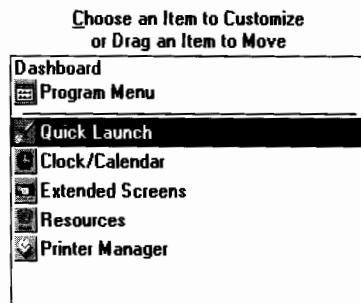 Choose an Item to Customize
or Drag an Item to Move
Dashboard
Program Menu
Quick Launch
Clock/Calendar
Extended Screens
Resources
Printer Manager